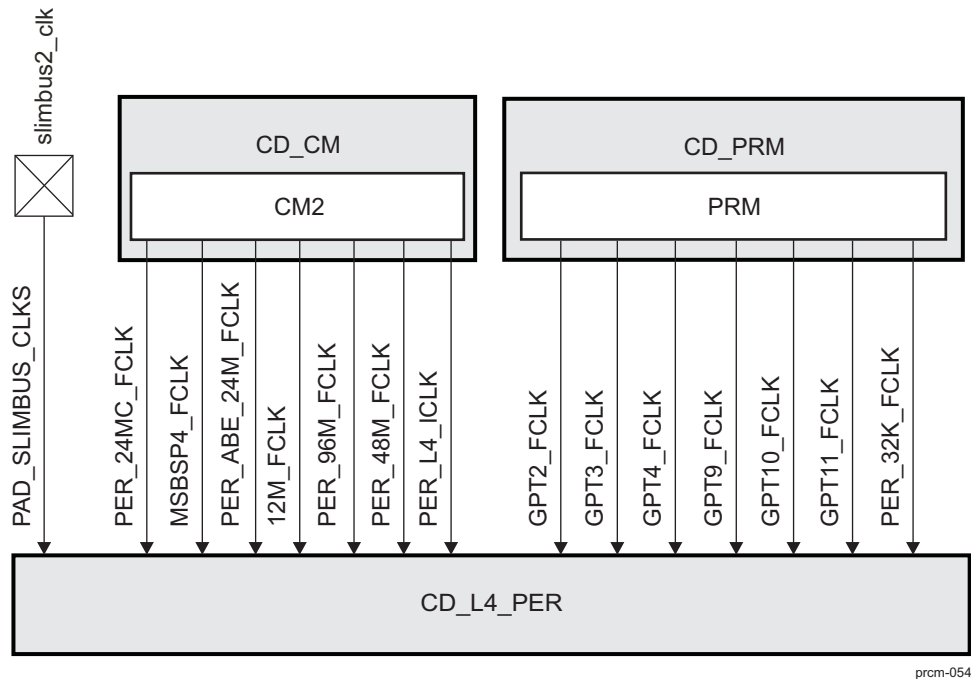 slimbus2_clk
CD_CM
CD_PRM
CM2
PRM
PAD_SLIMBUS_CLKS
PER_24MC_FCLK
MSBSP4_FCLK
PER_ABE_24M_FCLK
12M_FCLK
PER_96M_FCLK
PER_48M_FCLK
PER_L4_ICLK
GPT2_FCLK
GPT3_FCLK
GPT4_FCLK
GPT9_FCLK
GPT10_FCLK
GPT11_FCLK
PER_32K_FCLK
CD_L4_PER
prcm-054